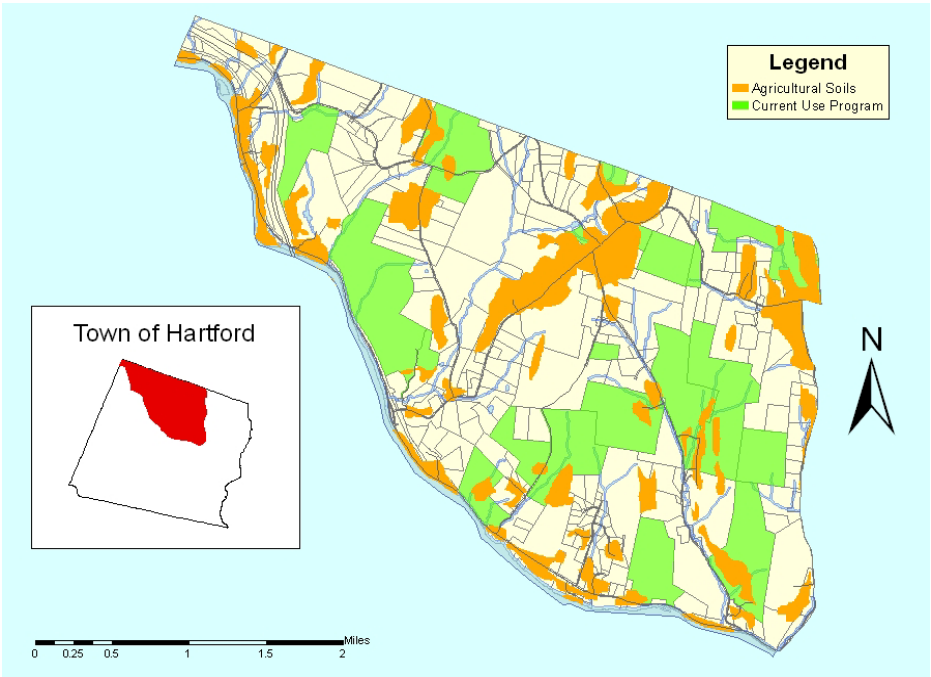 Legend
Agricultural Soils
Current Use Program
Town of Hartford
N
Miles
0 0.25 0.5 1 1.5 2